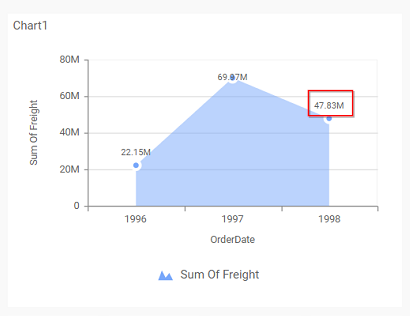 Chart1
80M
69.97M
60M
47.83M
40M
22.15M
20M
0
Sum Of Freight
1996 1997 1998
OrderDate
Sum Of Freight